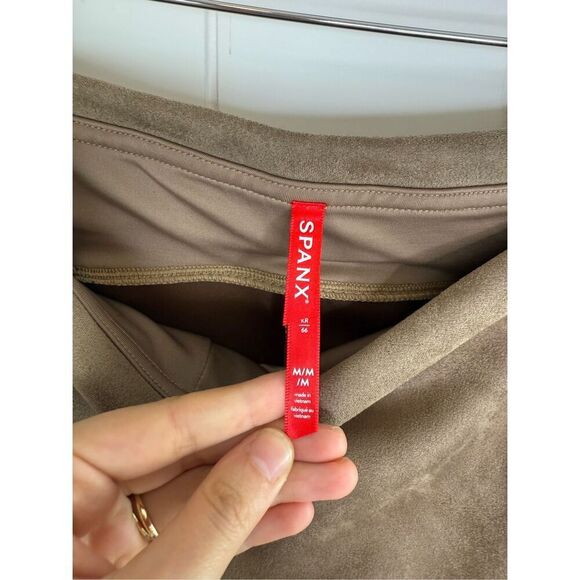 SPANX®
KR
66
M/M
/M
made in
vietnam
fabriqué au
vietnam